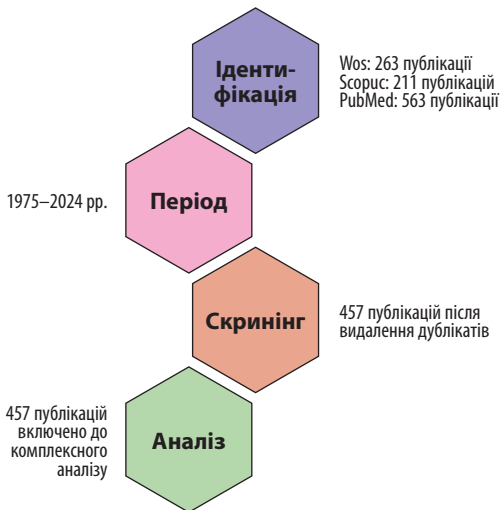 Іденти-
фікація
Wos: 263 публікації
Scopuc: 211 публікацій
PubMed: 563 публікації
1975–2024 рр.
Період
Скринінг
457 публікацій після
видалення дублікатів
457 публікацій
включено до
комплексного
аналізу
Аналіз